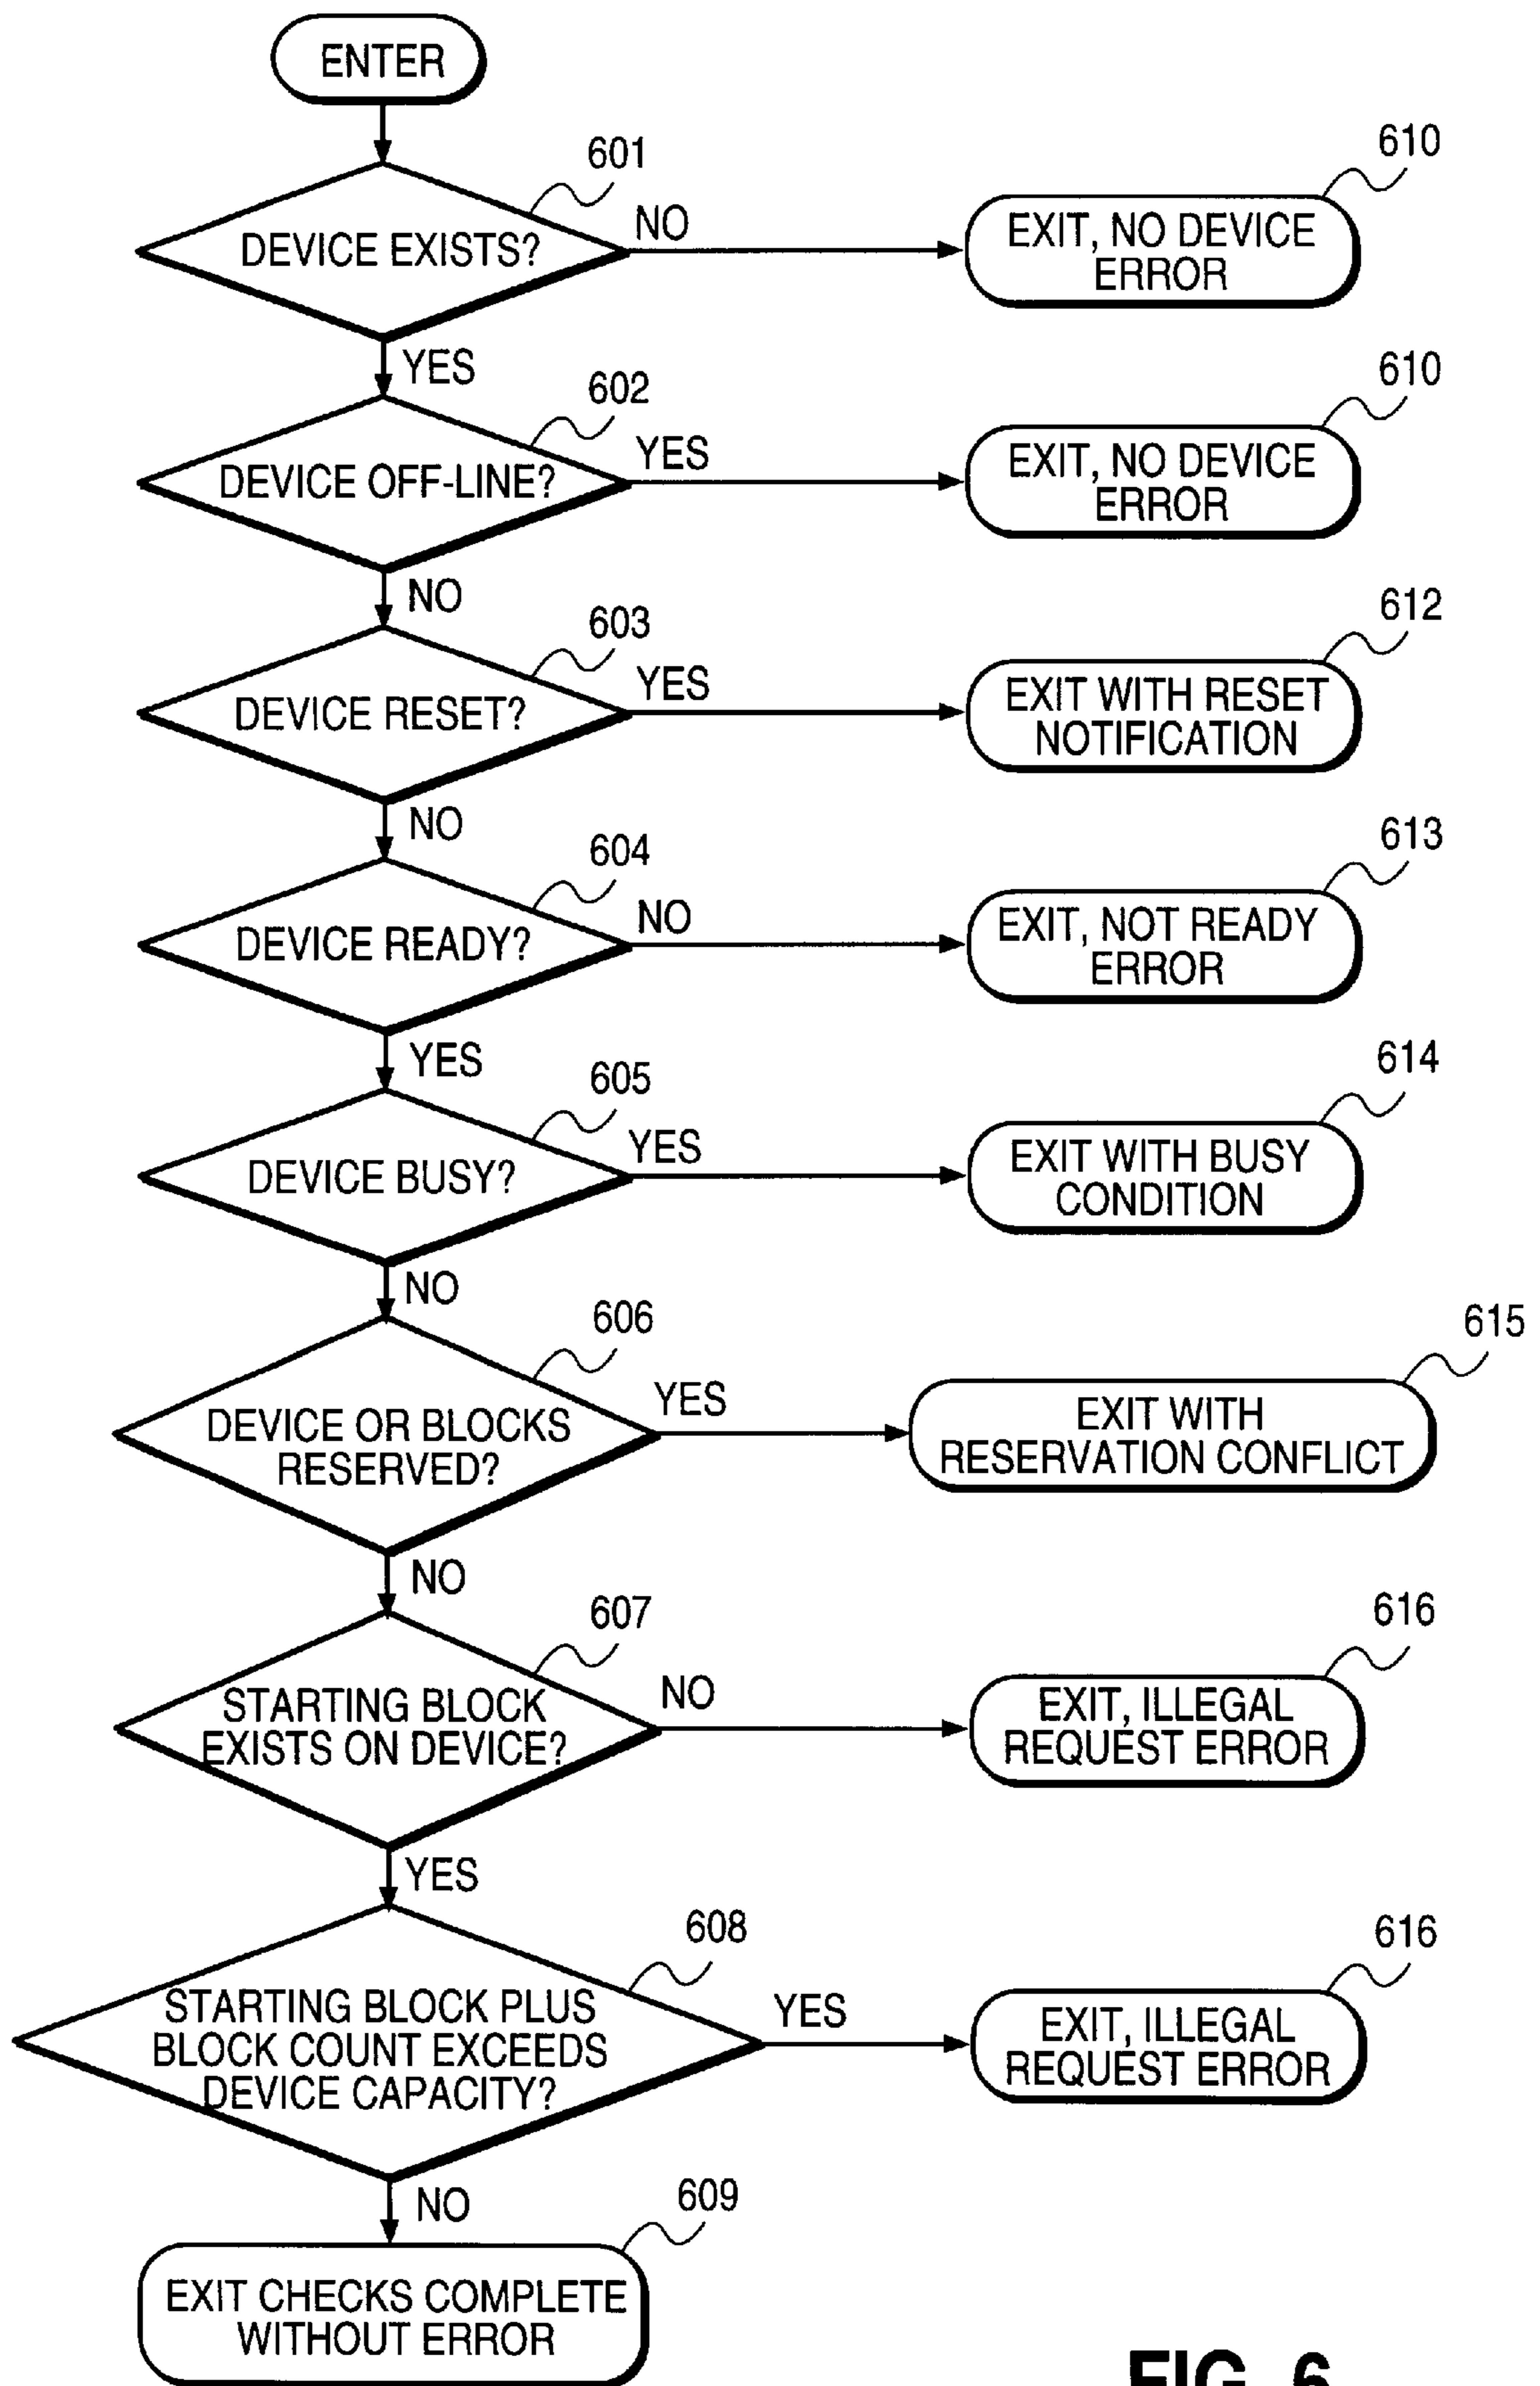 ENTER
601
610
DEVICE EXISTS?
NO
EXIT, NO DEVICE
ERROR
YES
602
610
DEVICE OFF-LINE?
YES
EXIT, NO DEVICE
ERROR
NO
603
612
DEVICE RESET?
YES
EXIT WITH RESET
NOTIFICATION
NO
604
613
DEVICE READY?
NO
EXIT, NOT READY
ERROR
YES
605
614
DEVICE BUSY?
YES
EXIT WITH BUSY
CONDITION
NO
606
615
DEVICE OR BLOCKS
RESERVED?
YES
EXIT WITH
RESERVATION CONFLICT
NO
607
616
STARTING BLOCK
EXISTS ON DEVICE?
NO
EXIT, ILLEGAL
REQUEST ERROR
YES
608
616
STARTING BLOCK PLUS
BLOCK COUNT EXCEEDS
DEVICE CAPACITY?
YES
EXIT, ILLEGAL
REQUEST ERROR
NO
609
EXIT CHECKS COMPLETE
WITHOUT ERROR
FIG. 6